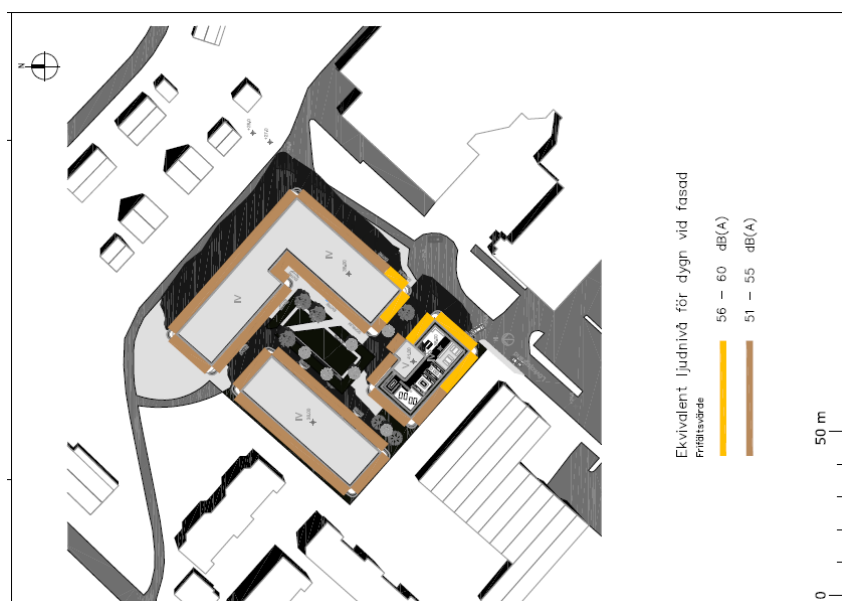 N
IV
IV
IV
V
Ekvivalent ljudnivå för dygn vid fasad
Frifältsvärde
56 – 60 dB(A)
51 – 55 dB(A)
0
50 m